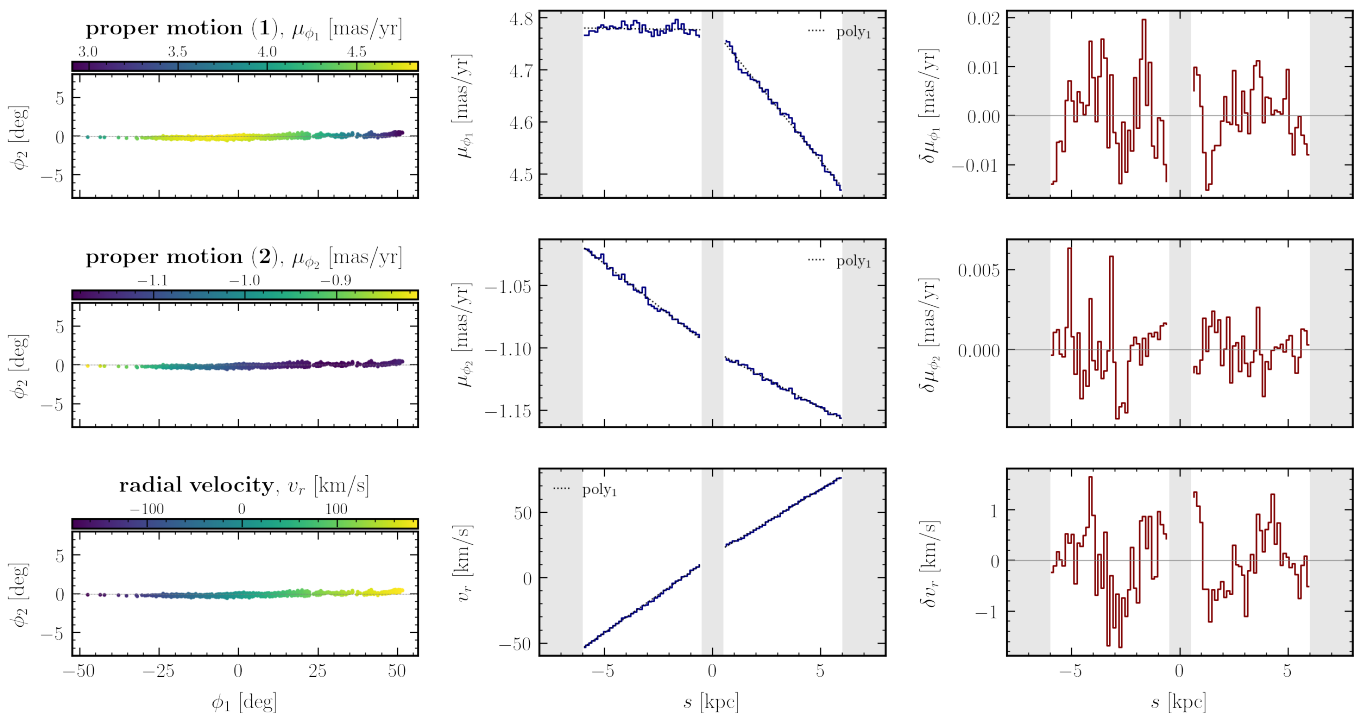 proper motion (1), μ_ϕ₁ [mas/yr]
3.0 3.5 4.0 4.5
5
0
−5
ϕ₂ [deg]
4.8
4.7
4.6
4.5
μ_ϕ₁ [mas/yr]
poly₁
0.02
0.01
0.00
−0.01
δμ_ϕ₁ [mas/yr]
proper motion (2), μ_ϕ₂ [mas/yr]
−1.1 −1.0 −0.9
5
0
−5
ϕ₂ [deg]
−1.05
−1.10
−1.15
μ_ϕ₂ [mas/yr]
poly₁
0.005
0.000
δμ_ϕ₂ [mas/yr]
radial velocity, v_r [km/s]
−100 0 100
5
0
−5
ϕ₂ [deg]
−50 −25 0 25 50
ϕ₁ [deg]
50
0
−50
v_r [km/s]
poly₁
−5 0 5
s [kpc]
1
0
−1
δv_r [km/s]
−5 0 5
s [kpc]